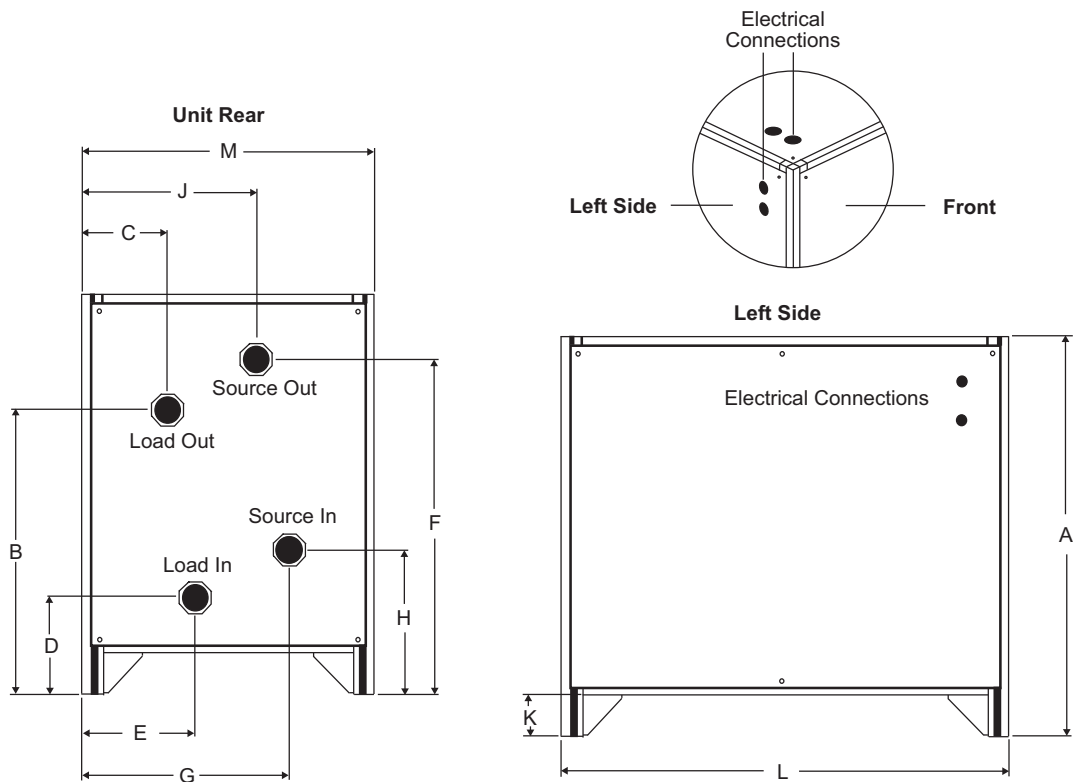 Electrical
Connections
Left Side
Front
Unit Rear
M
J
C
Source Out
Load Out
Source In
Load In
B
D
F
H
E
G
Left Side
Electrical Connections
A
K
L